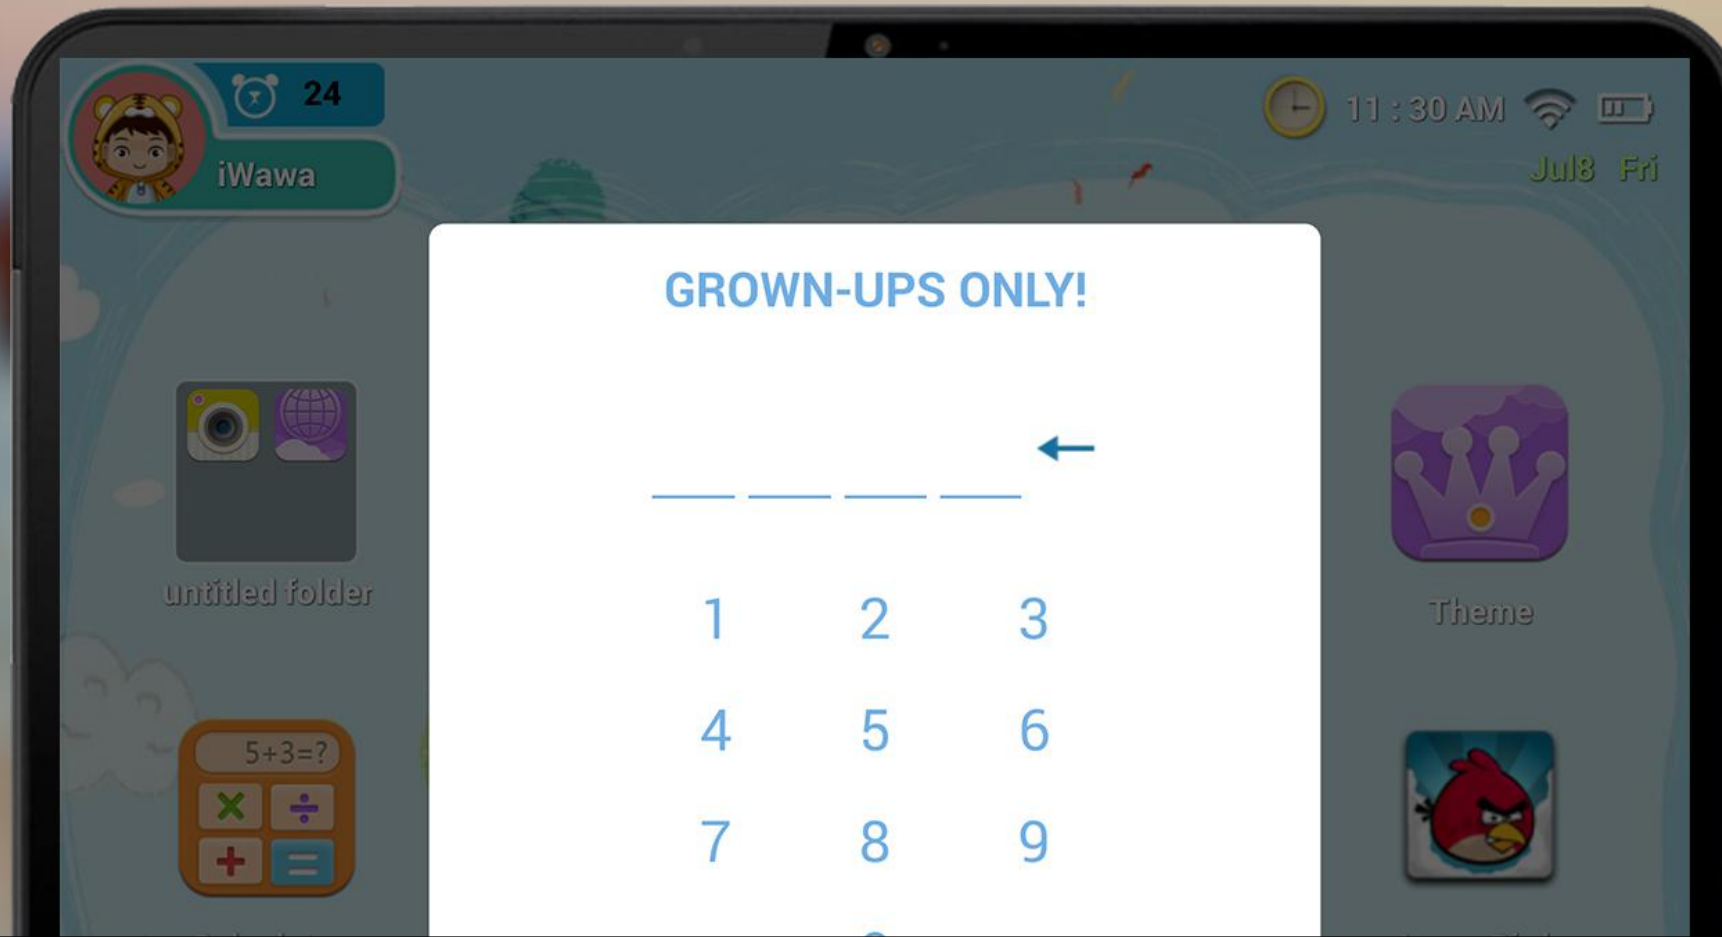 24
iWawa
11 : 30 AM
Jul8 Fri
GROWN-UPS ONLY!
untitled folder
1 2 3
Theme
4 5 6
5+3=?
7 8 9